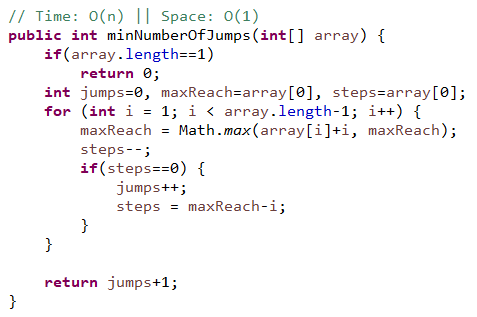 // Time: O(n) || Space: O(1)
public int minNumberOfJumps(int[] array) {
    if(array.length==1)
        return 0;
    int jumps=0, maxReach=array[0], steps=array[0];
    for (int i = 1; i < array.length-1; i++) {
        maxReach = Math.max(array[i]+i, maxReach);
        steps--;
        if(steps==0) {
            jumps++;
            steps = maxReach-i;
        }
    }

    return jumps+1;
}